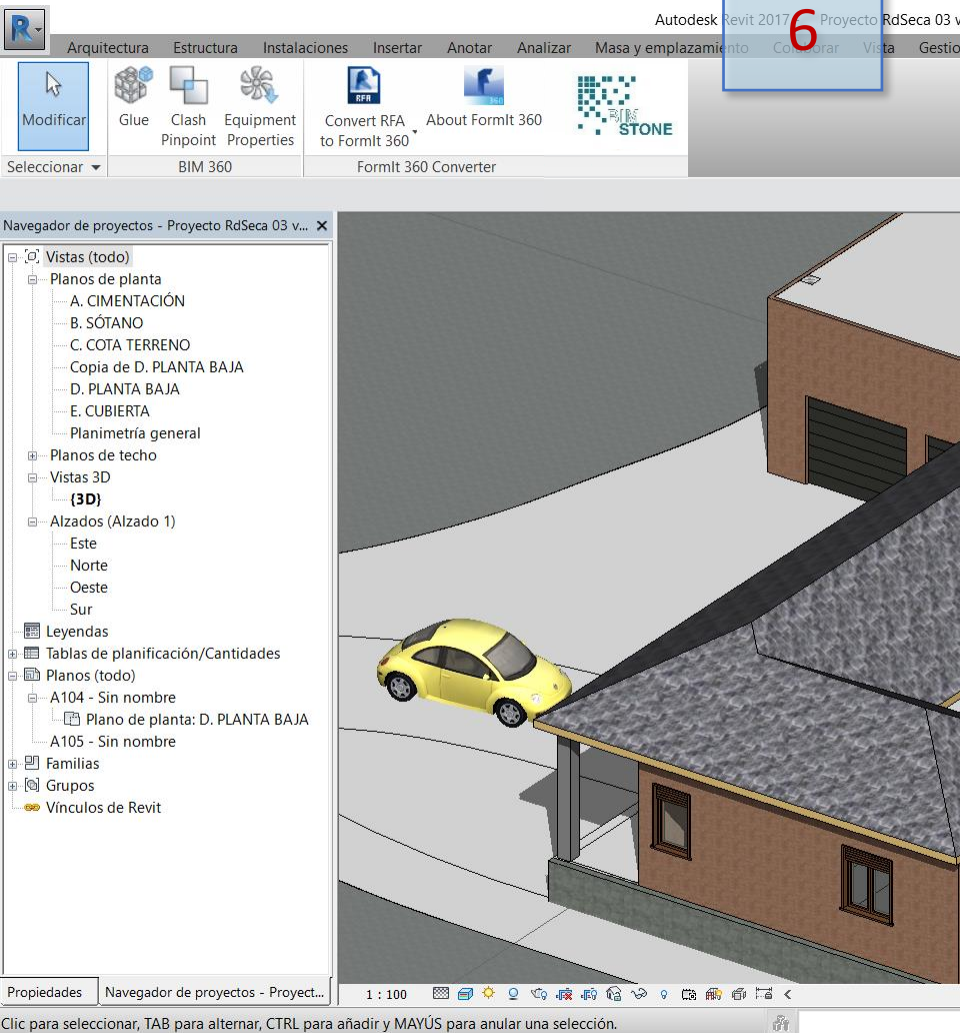 Autodesk Revit 2017 Proyecto RdSeca 03 v
6
Arquitectura Estructura Instalaciones Insertar Anotar Analizar Masa y emplazamiento Colaborar Vista Gestio
Modificar
Glue
Clash
Pinpoint
Equipment
Properties
Convert RFA
to FormIt 360
About FormIt 360
RFA
360
BIM
STONE
Seleccionar
BIM 360
FormIt 360 Converter
Navegador de proyectos - Proyecto RdSeca 03 v...
Vistas (todo)
Planos de planta
A. CIMENTACIÓN
B. SÓTANO
C. COTA TERRENO
Copia de D. PLANTA BAJA
D. PLANTA BAJA
E. CUBIERTA
Planimetría general
Planos de techo
Vistas 3D
{3D}
Alzados (Alzado 1)
Este
Norte
Oeste
Sur
Leyendas
Tablas de planificación/Cantidades
Planos (todo)
A104 - Sin nombre
Plano de planta: D. PLANTA BAJA
A105 - Sin nombre
Familias
Grupos
Vínculos de Revit
Propiedades
Navegador de proyectos - Proyect...
1 : 100
Clic para seleccionar, TAB para alternar, CTRL para añadir y MAYÚS para anular una selección.